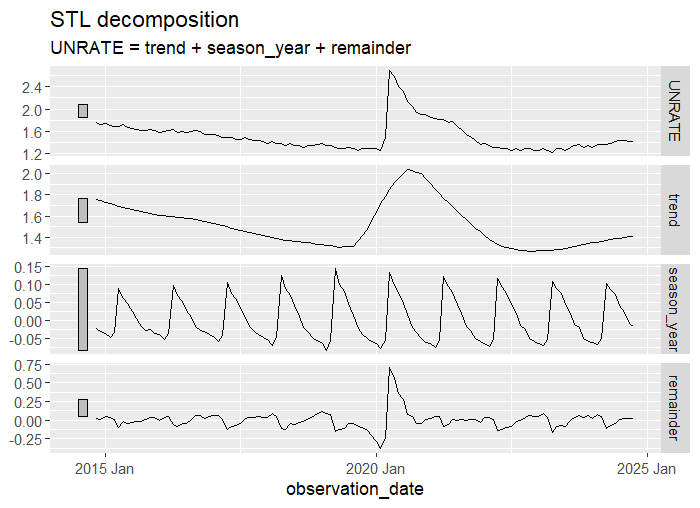 STL decomposition
UNRATE = trend + season_year + remainder
2.4
2.0
1.6
1.2
UNRATE
2.0
1.8
1.6
1.4
trend
0.15
0.10
0.05
0.00
-0.05
season_year
0.75
0.50
0.25
0.00
-0.25
remainder
2015 Jan
2020 Jan
2025 Jan
observation_date